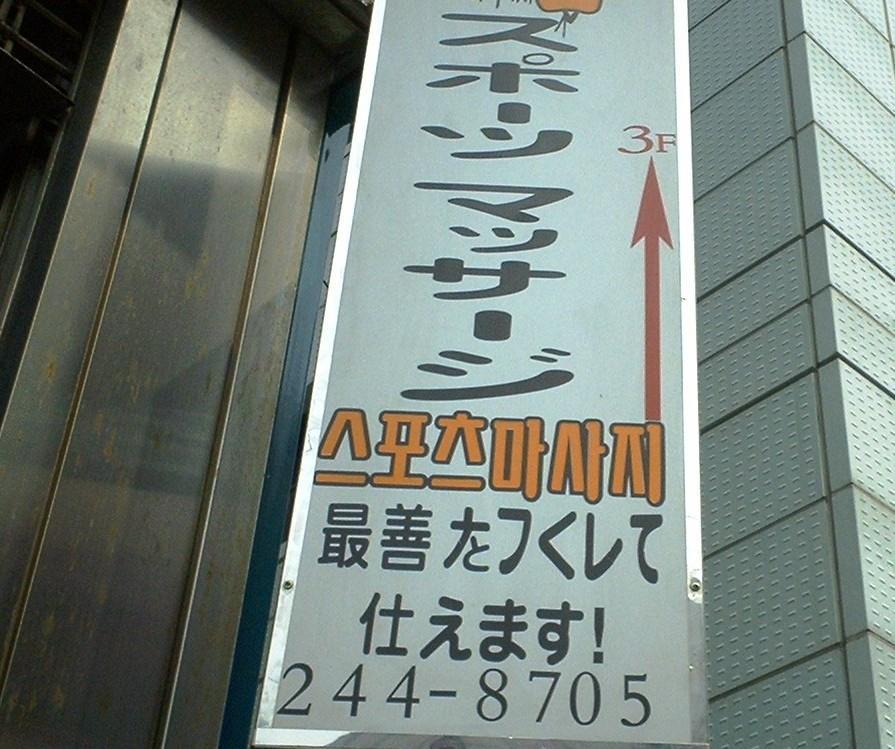 スポーツマッサージ
3F
스포츠마사지
最善をつくして
仕えます!
244-8705